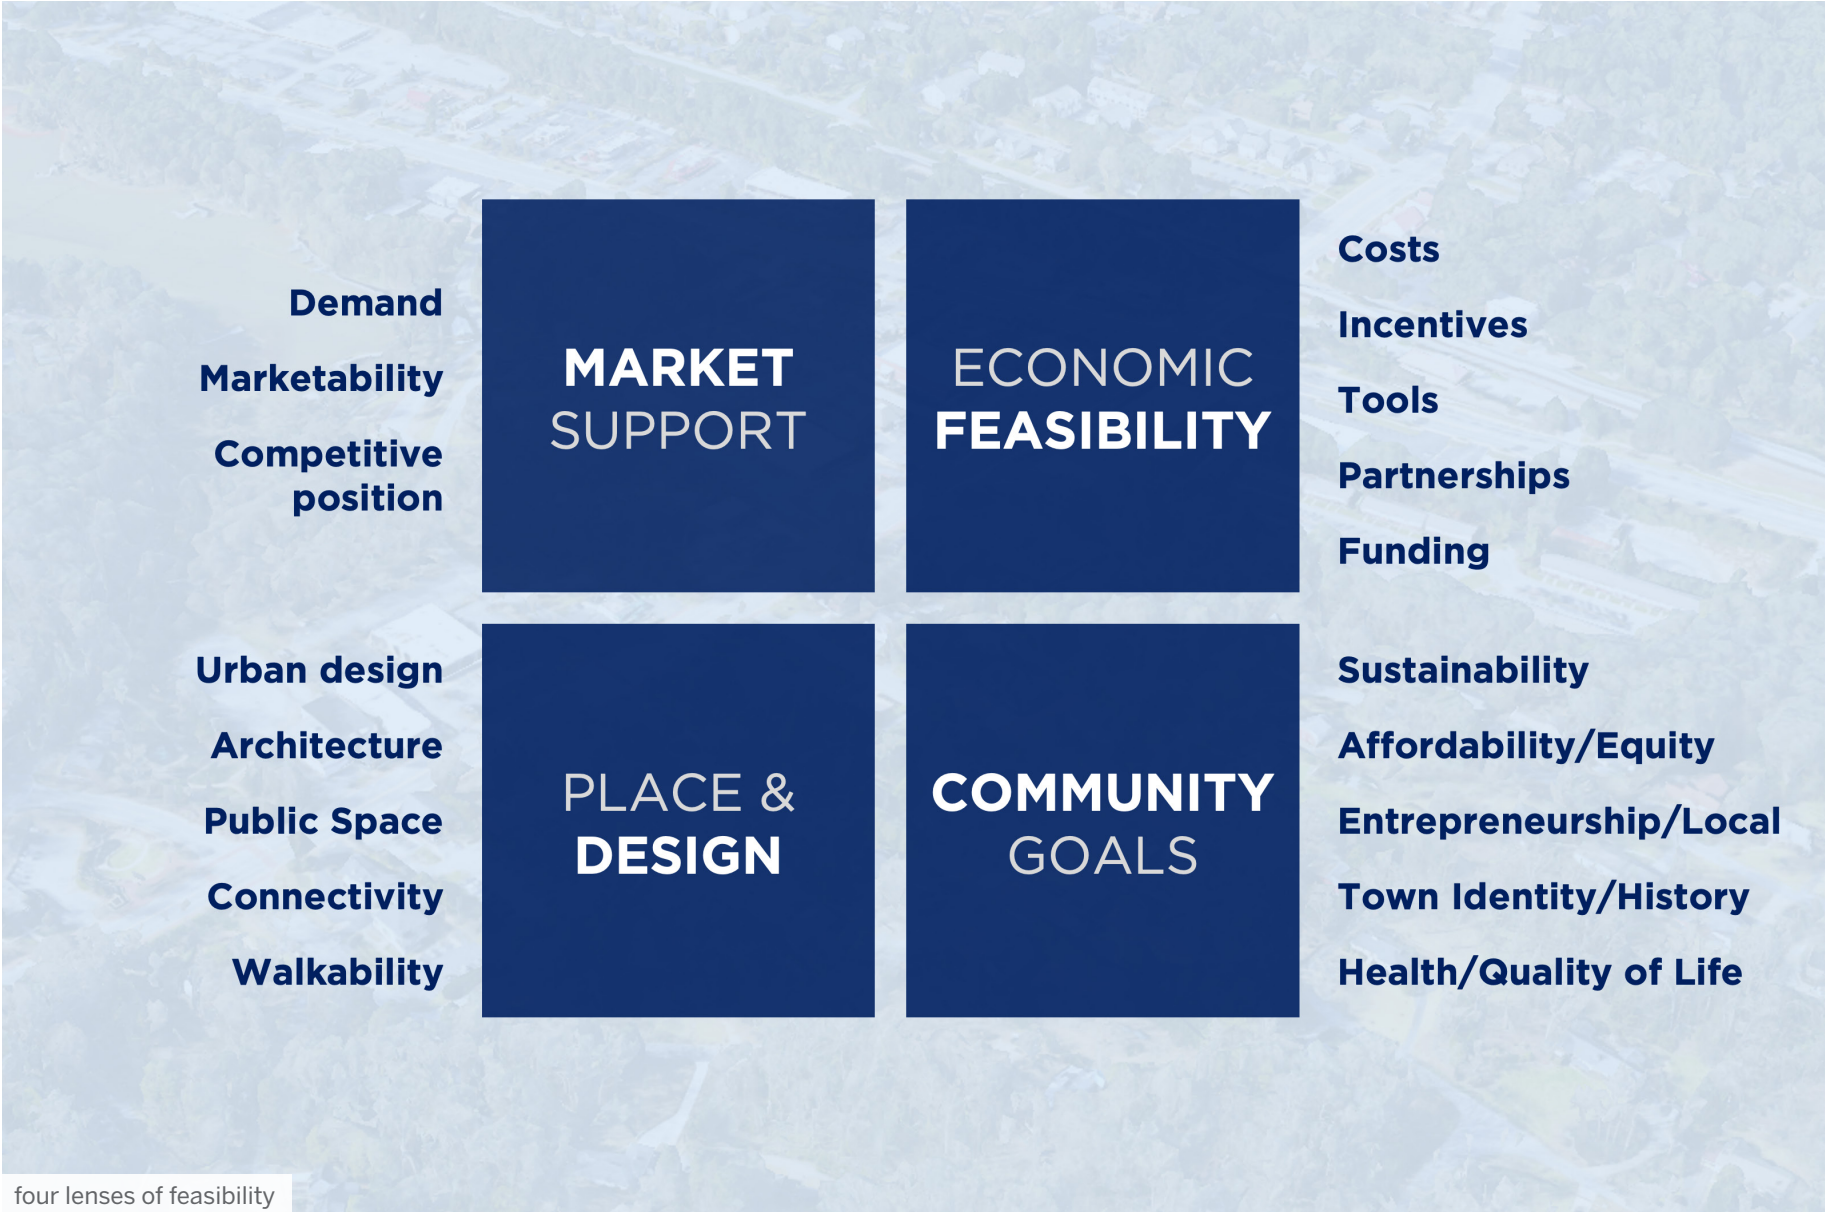 Demand
Marketability
Competitive
position
MARKET
SUPPORT
ECONOMIC
FEASIBILITY
Costs
Incentives
Tools
Partnerships
Funding
Urban design
Architecture
Public Space
Connectivity
Walkability
PLACE &
DESIGN
COMMUNITY
GOALS
Sustainability
Affordability/Equity
Entrepreneurship/Local
Town Identity/History
Health/Quality of Life
four lenses of feasibility